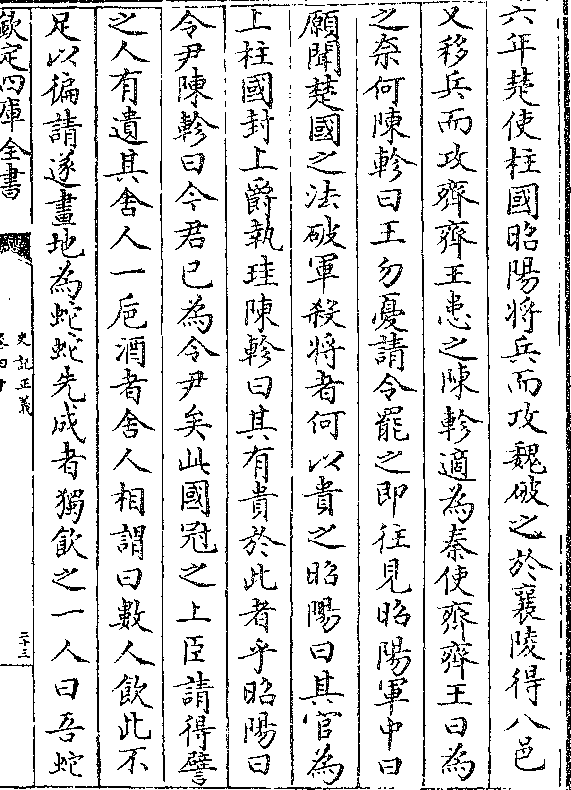 六年楚使柱國昭陽將兵而攻魏破之於襄陵得八邑
又移兵而攻齊齊王患之陳軫適為秦使齊齊王曰為
之奈何陳軫曰王勿憂請令罷之即往見昭陽軍中曰
願聞楚國之法破軍殺將者何以貴之昭陽曰其官為
上柱國封上爵執珪陳軫曰其有貴於此者乎昭陽曰
令尹陳軫曰今君已為令尹矣此國冠之上臣請得譬
之人有遺其舍人一巵酒者舍人相謂曰數人飲此不
足以徧請遂畫地為蛇蛇先成者獨飲之一人曰吾蛇
欽定四庫全書
史記正義
二十三